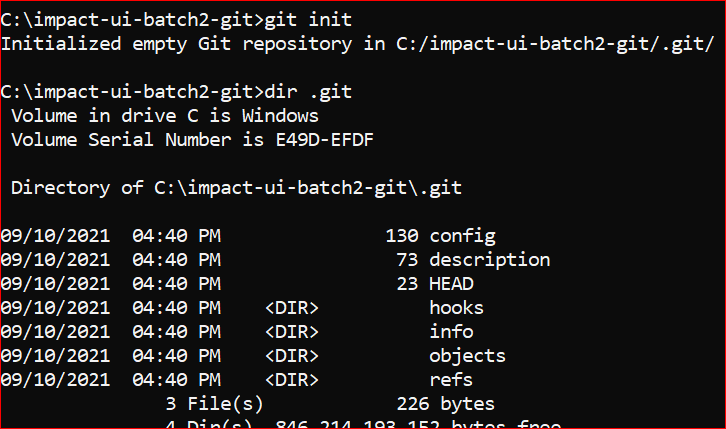 C:\impact-ui-batch2-git>git init
Initialized empty Git repository in C:/impact-ui-batch2-git/.git/
C:\impact-ui-batch2-git>dir .git
Volume in drive C is Windows
Volume Serial Number is E49D-EFDF
Directory of C:\impact-ui-batch2-git\.git
09/10/2021 04:40 PM 130 config
09/10/2021 04:40 PM 73 description
09/10/2021 04:40 PM 23 HEAD
09/10/2021 04:40 PM <DIR> hooks
09/10/2021 04:40 PM <DIR> info
09/10/2021 04:40 PM <DIR> objects
09/10/2021 04:40 PM <DIR> refs
3 File(s) 226 bytes
4 Dir(s) 846,214,193,152 bytes free